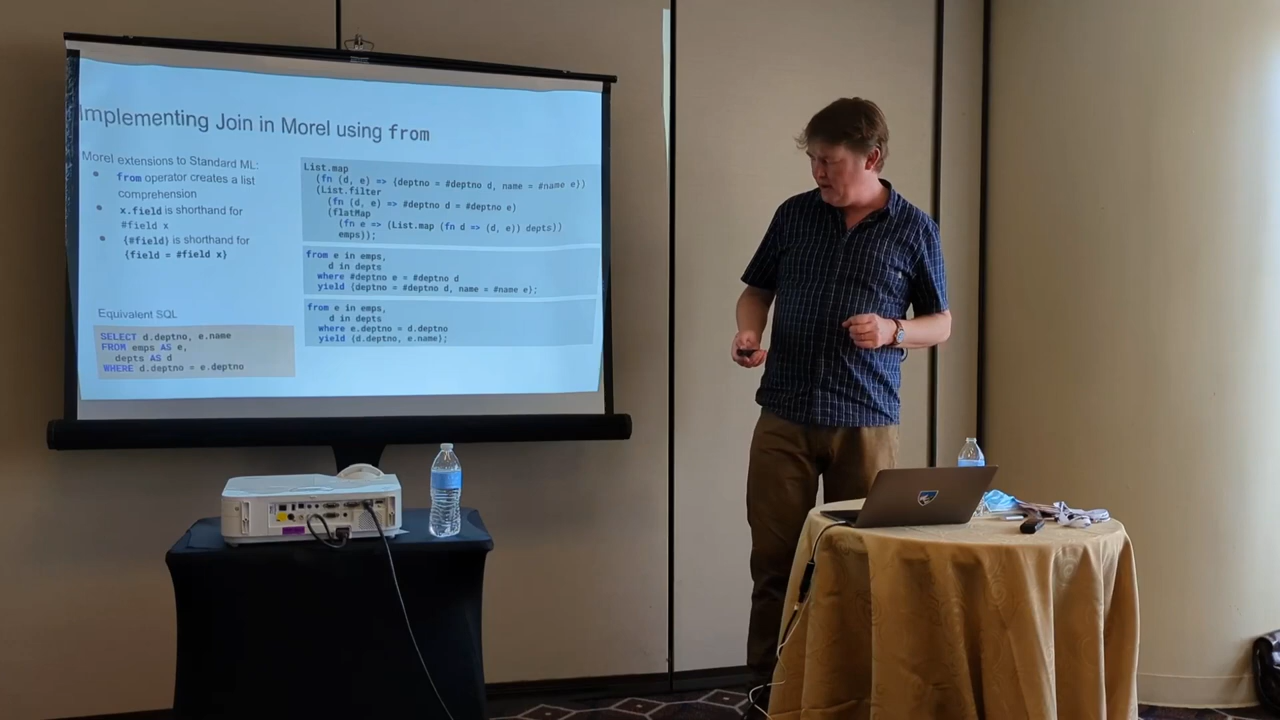 Implementing Join in Morel using from
Morel extensions to Standard ML:
• from operator creates a list
comprehension
• x.field is shorthand for
#field x
• {#field} is shorthand for
{field = #field x}
Equivalent SQL
SELECT d.deptno, e.name
FROM emps AS e,
depts AS d
WHERE d.deptno = e.deptno
List.map
(fn (d, e) => {deptno = #deptno d, name = #name e})
(List.filter
(fn (d, e) => #deptno d = #deptno e)
(flatMap
(fn e => (List.map (fn d => (d, e)) depts))
emps));
from e in emps,
d in depts
where #deptno e = #deptno d
yield {deptno = #deptno d, name = #name e};
from e in emps,
d in depts
where e.deptno = d.deptno
yield {d.deptno, e.name};